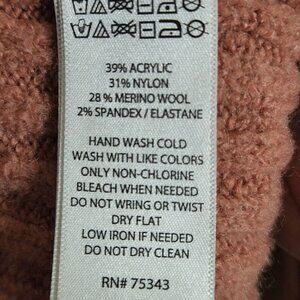 39% ACRYLIC
31% NYLON
28% MERINO WOOL
2% SPANDEX / ELASTANE
HAND WASH COLD
WASH WITH LIKE COLORS
ONLY NON-CHLORINE
BLEACH WHEN NEEDED
DO NOT WRING OR TWIST
DRY FLAT
LOW IRON IF NEEDED
DO NOT DRY CLEAN
RN# 75343